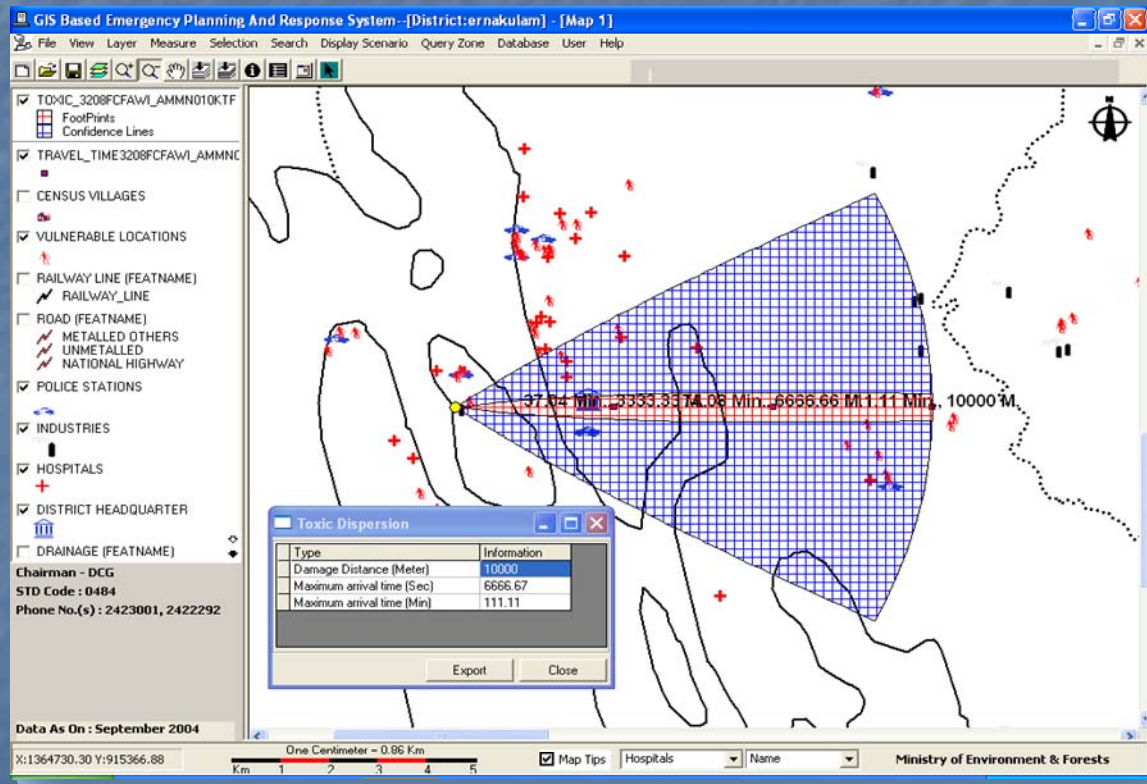 GIS Based Emergency Planning And Response System--[District:ernakulam] - [Map 1]
File View Layer Measure Selection Search Display Scenario Query Zone Database User Help
TOXIC_3208FCFAWI_AMMN010KTF
FootPrints
Confidence Lines
TRAVEL_TIME3208FCFAWI_AMMNC
CENSUS VILLAGES
VULNERABLE LOCATIONS
RAILWAY LINE (FEATNAME)
RAILWAY_LINE
ROAD (FEATNAME)
METALLED OTHERS
UNMETALLED
NATIONAL HIGHWAY
POLICE STATIONS
INDUSTRIES
HOSPITALS
DISTRICT HEADQUARTER
DRAINAGE (FEATNAME)
Chairman - DCG
STD Code : 0484
Phone No.(s) : 2423001, 2422292
Data As On : September 2004
N
37.04 Min., 3333.33 M. 74.08 Min., 6666.66 M. 111.11 Min., 10000 M.
Toxic Dispersion
Type Information
Damage Distance (Meter) 10000
Maximum arrival time (Sec) 6666.67
Maximum arrival time (Min) 111.11
Export Close
X:1364730.30 Y:915366.88
One Centimeter = 0.86 Km
Km 1 2 3 4 5
Map Tips Hospitals Name
Ministry of Environment & Forests